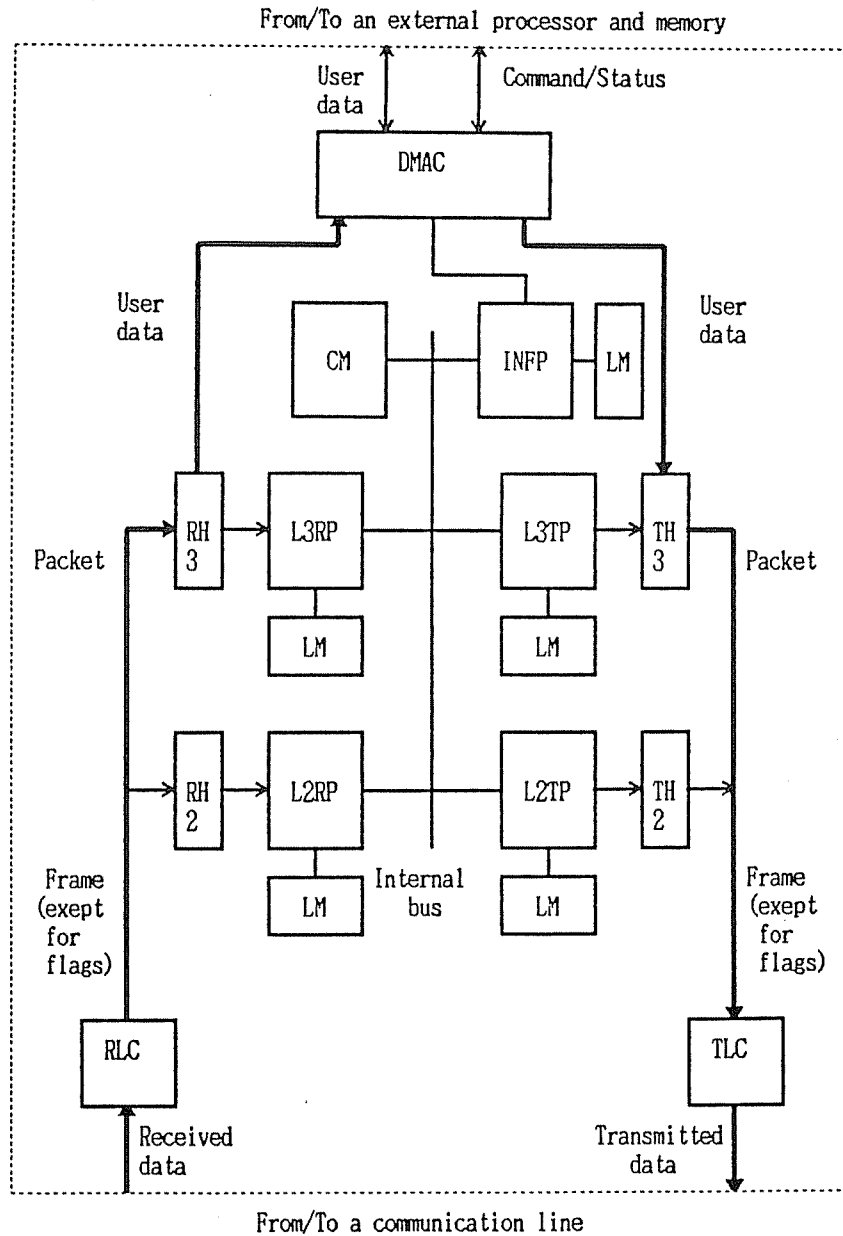 From/To an external processor and memory
User
data
Command/Status
DMAC
User
data
User
data
CM
INFP
LM
RH
3
L3RP
L3TP
TH
3
Packet
Packet
LM
LM
RH
2
L2RP
L2TP
TH
2
Frame
(exept
for
flags)
LM
Internal
bus
LM
Frame
(exept
for
flags)
RLC
TLC
Received
data
Transmitted
data
From/To a communication line